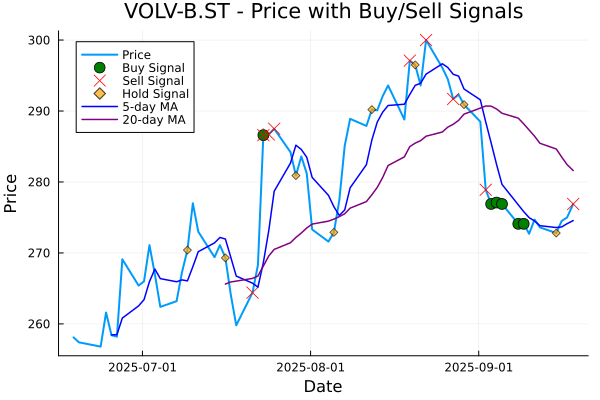 VOLV-B.ST - Price with Buy/Sell Signals
300
290
280
270
260
Price
Price
Buy Signal
Sell Signal
Hold Signal
5-day MA
20-day MA
2025-07-01
2025-08-01
2025-09-01
Date